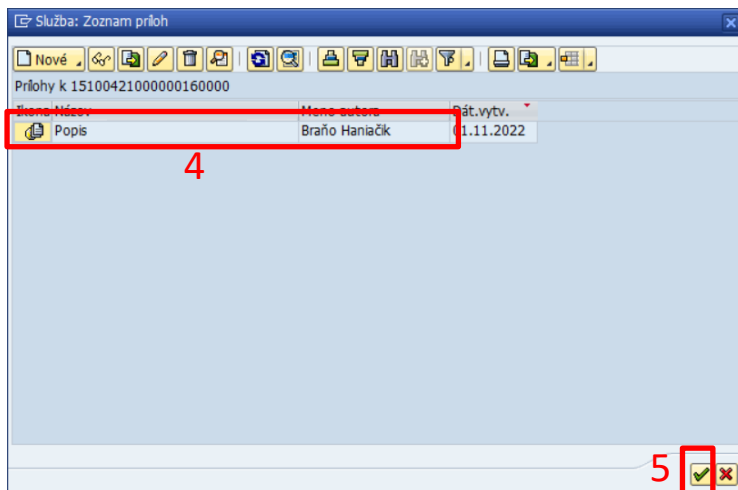 Služba: Zoznam príloh
Nové
Prílohy k 15100421000000160000
Ikona Názov Meno autora Dát.vytv.
Popis Braňo Haniačik 01.11.2022
4
5